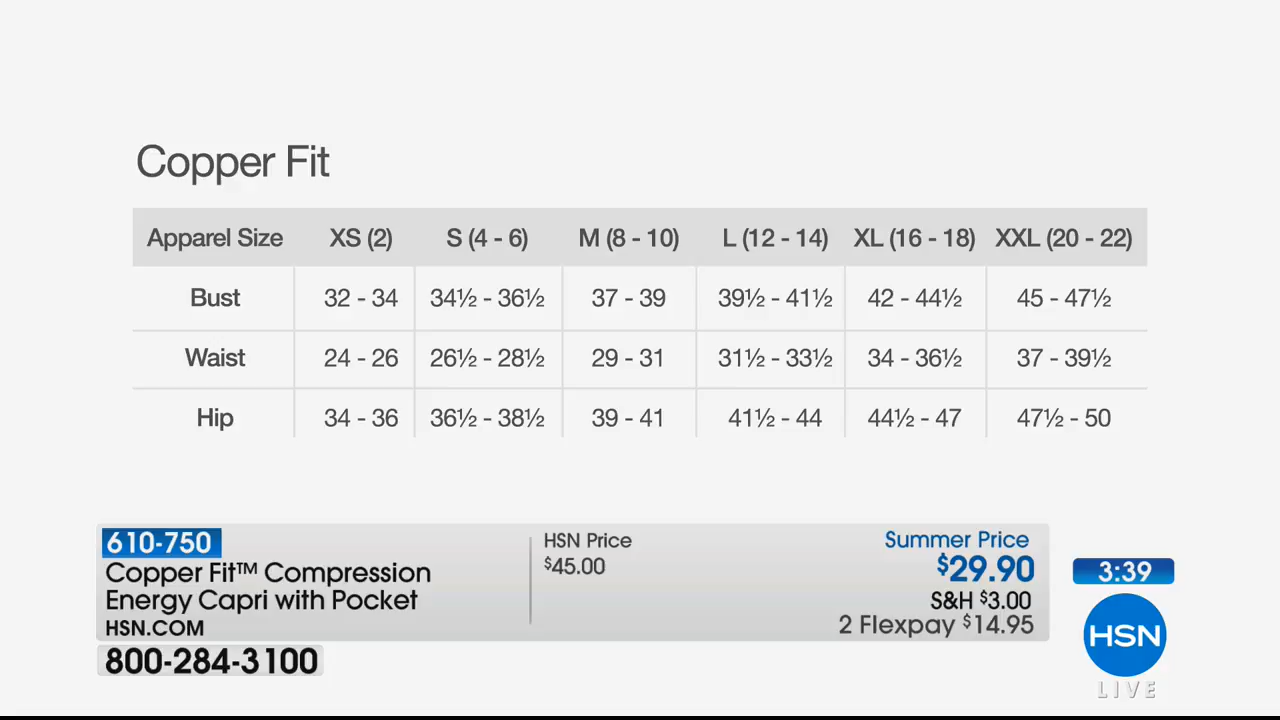 Copper Fit
Apparel Size XS (2) S (4 - 6) M (8 - 10) L (12 - 14) XL (16 - 18) XXL (20 - 22)
Bust 32 - 34 34½ - 36½ 37 - 39 39½ - 41½ 42 - 44½ 45 - 47½
Waist 24 - 26 26½ - 28½ 29 - 31 31½ - 33½ 34 - 36½ 37 - 39½
Hip 34 - 36 36½ - 38½ 39 - 41 41½ - 44 44½ - 47 47½ - 50
610-750
Copper Fit™ Compression
Energy Capri with Pocket
HSN.COM
800-284-3100
HSN Price
$45.00
Summer Price
$29.90
S&H $3.00
2 Flexpay $14.95
3:39
HSN
LIVE